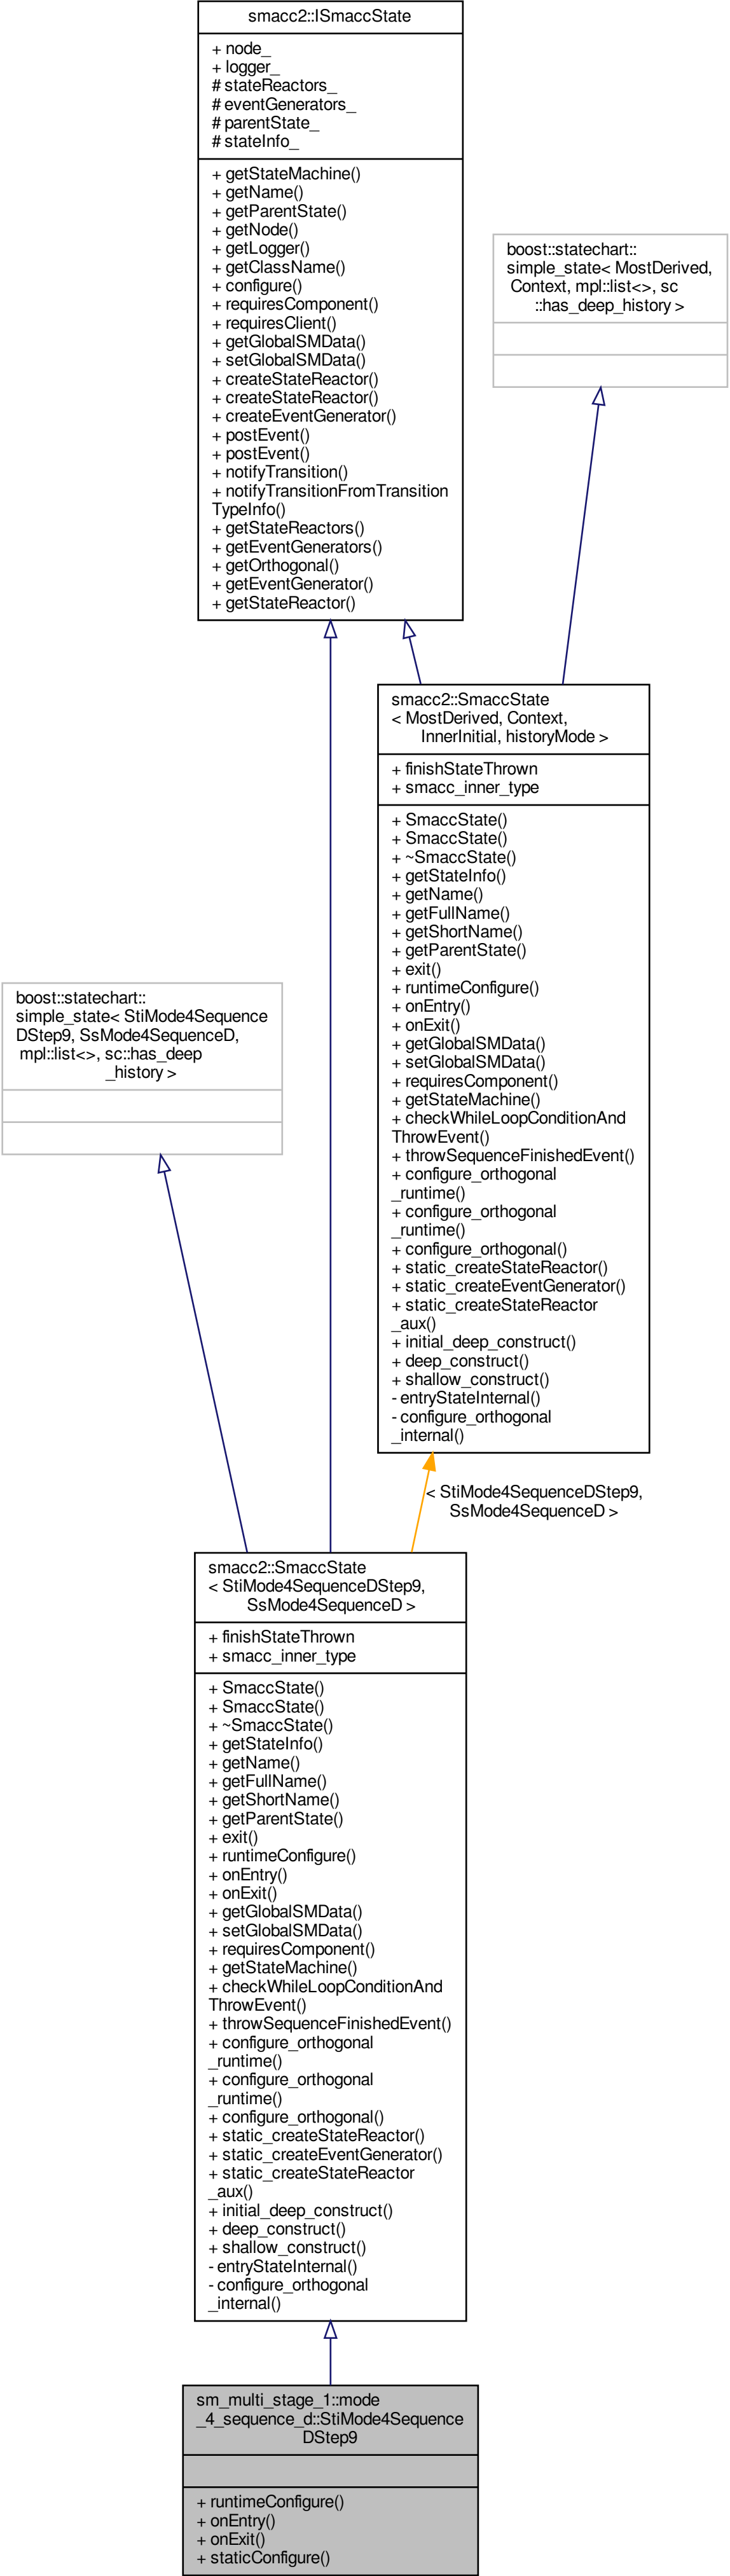 smacc2::ISmaccState
+ node_
+ logger_
# stateReactors_
# eventGenerators_
# parentState_
# stateInfo_
+ getStateMachine()
+ getName()
+ getParentState()
+ getNode()
+ getLogger()
+ getClassName()
+ configure()
+ requiresComponent()
+ requiresClient()
+ getGlobalSMData()
+ setGlobalSMData()
+ createStateReactor()
+ createStateReactor()
+ createEventGenerator()
+ postEvent()
+ postEvent()
+ notifyTransition()
+ notifyTransitionFromTransition
TypeInfo()
+ getStateReactors()
+ getEventGenerators()
+ getOrthogonal()
+ getEventGenerator()
+ getStateReactor()
boost::statechart::
simple_state< MostDerived,
Context, mpl::list<>, sc
::has_deep_history >
smacc2::SmaccState
< MostDerived, Context,
InnerInitial, historyMode >
+ finishStateThrown
+ smacc_inner_type
+ SmaccState()
+ SmaccState()
+ ~SmaccState()
+ getStateInfo()
+ getName()
+ getFullName()
+ getShortName()
+ getParentState()
+ exit()
+ runtimeConfigure()
+ onEntry()
+ onExit()
+ getGlobalSMData()
+ setGlobalSMData()
+ requiresComponent()
+ getStateMachine()
+ checkWhileLoopConditionAnd
ThrowEvent()
+ throwSequenceFinishedEvent()
+ configure_orthogonal
_runtime()
+ configure_orthogonal
_runtime()
+ configure_orthogonal()
+ static_createStateReactor()
+ static_createEventGenerator()
+ static_createStateReactor
_aux()
+ initial_deep_construct()
+ deep_construct()
+ shallow_construct()
- entryStateInternal()
- configure_orthogonal
_internal()
boost::statechart::
simple_state< StiMode4Sequence
DStep9, SsMode4SequenceD,
mpl::list<>, sc::has_deep
_history >
< StiMode4SequenceDStep9,
SsMode4SequenceD >
smacc2::SmaccState
< StiMode4SequenceDStep9,
SsMode4SequenceD >
+ finishStateThrown
+ smacc_inner_type
+ SmaccState()
+ SmaccState()
+ ~SmaccState()
+ getStateInfo()
+ getName()
+ getFullName()
+ getShortName()
+ getParentState()
+ exit()
+ runtimeConfigure()
+ onEntry()
+ onExit()
+ getGlobalSMData()
+ setGlobalSMData()
+ requiresComponent()
+ getStateMachine()
+ checkWhileLoopConditionAnd
ThrowEvent()
+ throwSequenceFinishedEvent()
+ configure_orthogonal
_runtime()
+ configure_orthogonal
_runtime()
+ configure_orthogonal()
+ static_createStateReactor()
+ static_createEventGenerator()
+ static_createStateReactor
_aux()
+ initial_deep_construct()
+ deep_construct()
+ shallow_construct()
- entryStateInternal()
- configure_orthogonal
_internal()
sm_multi_stage_1::mode
_4_sequence_d::StiMode4Sequence
DStep9
+ runtimeConfigure()
+ onEntry()
+ onExit()
+ staticConfigure()